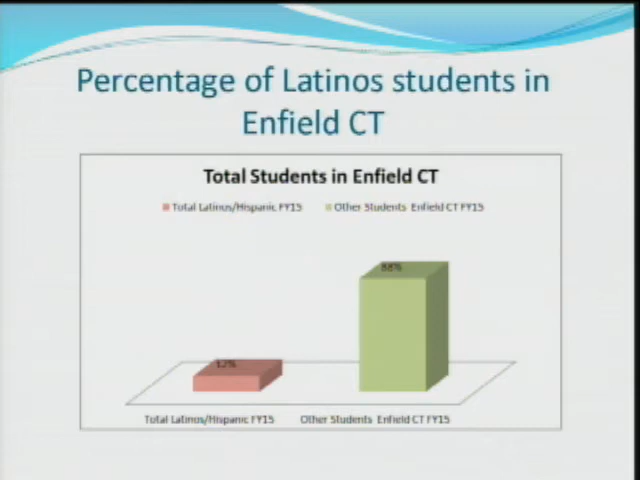 Percentage of Latinos students in
Enfield CT
Total Students in Enfield CT
Total Latinos/Hispanic FY15 Other Students Enfield CT FY15
88%
12%
Total Latinos/Hispanic FY15 Other Students Enfield CT FY15